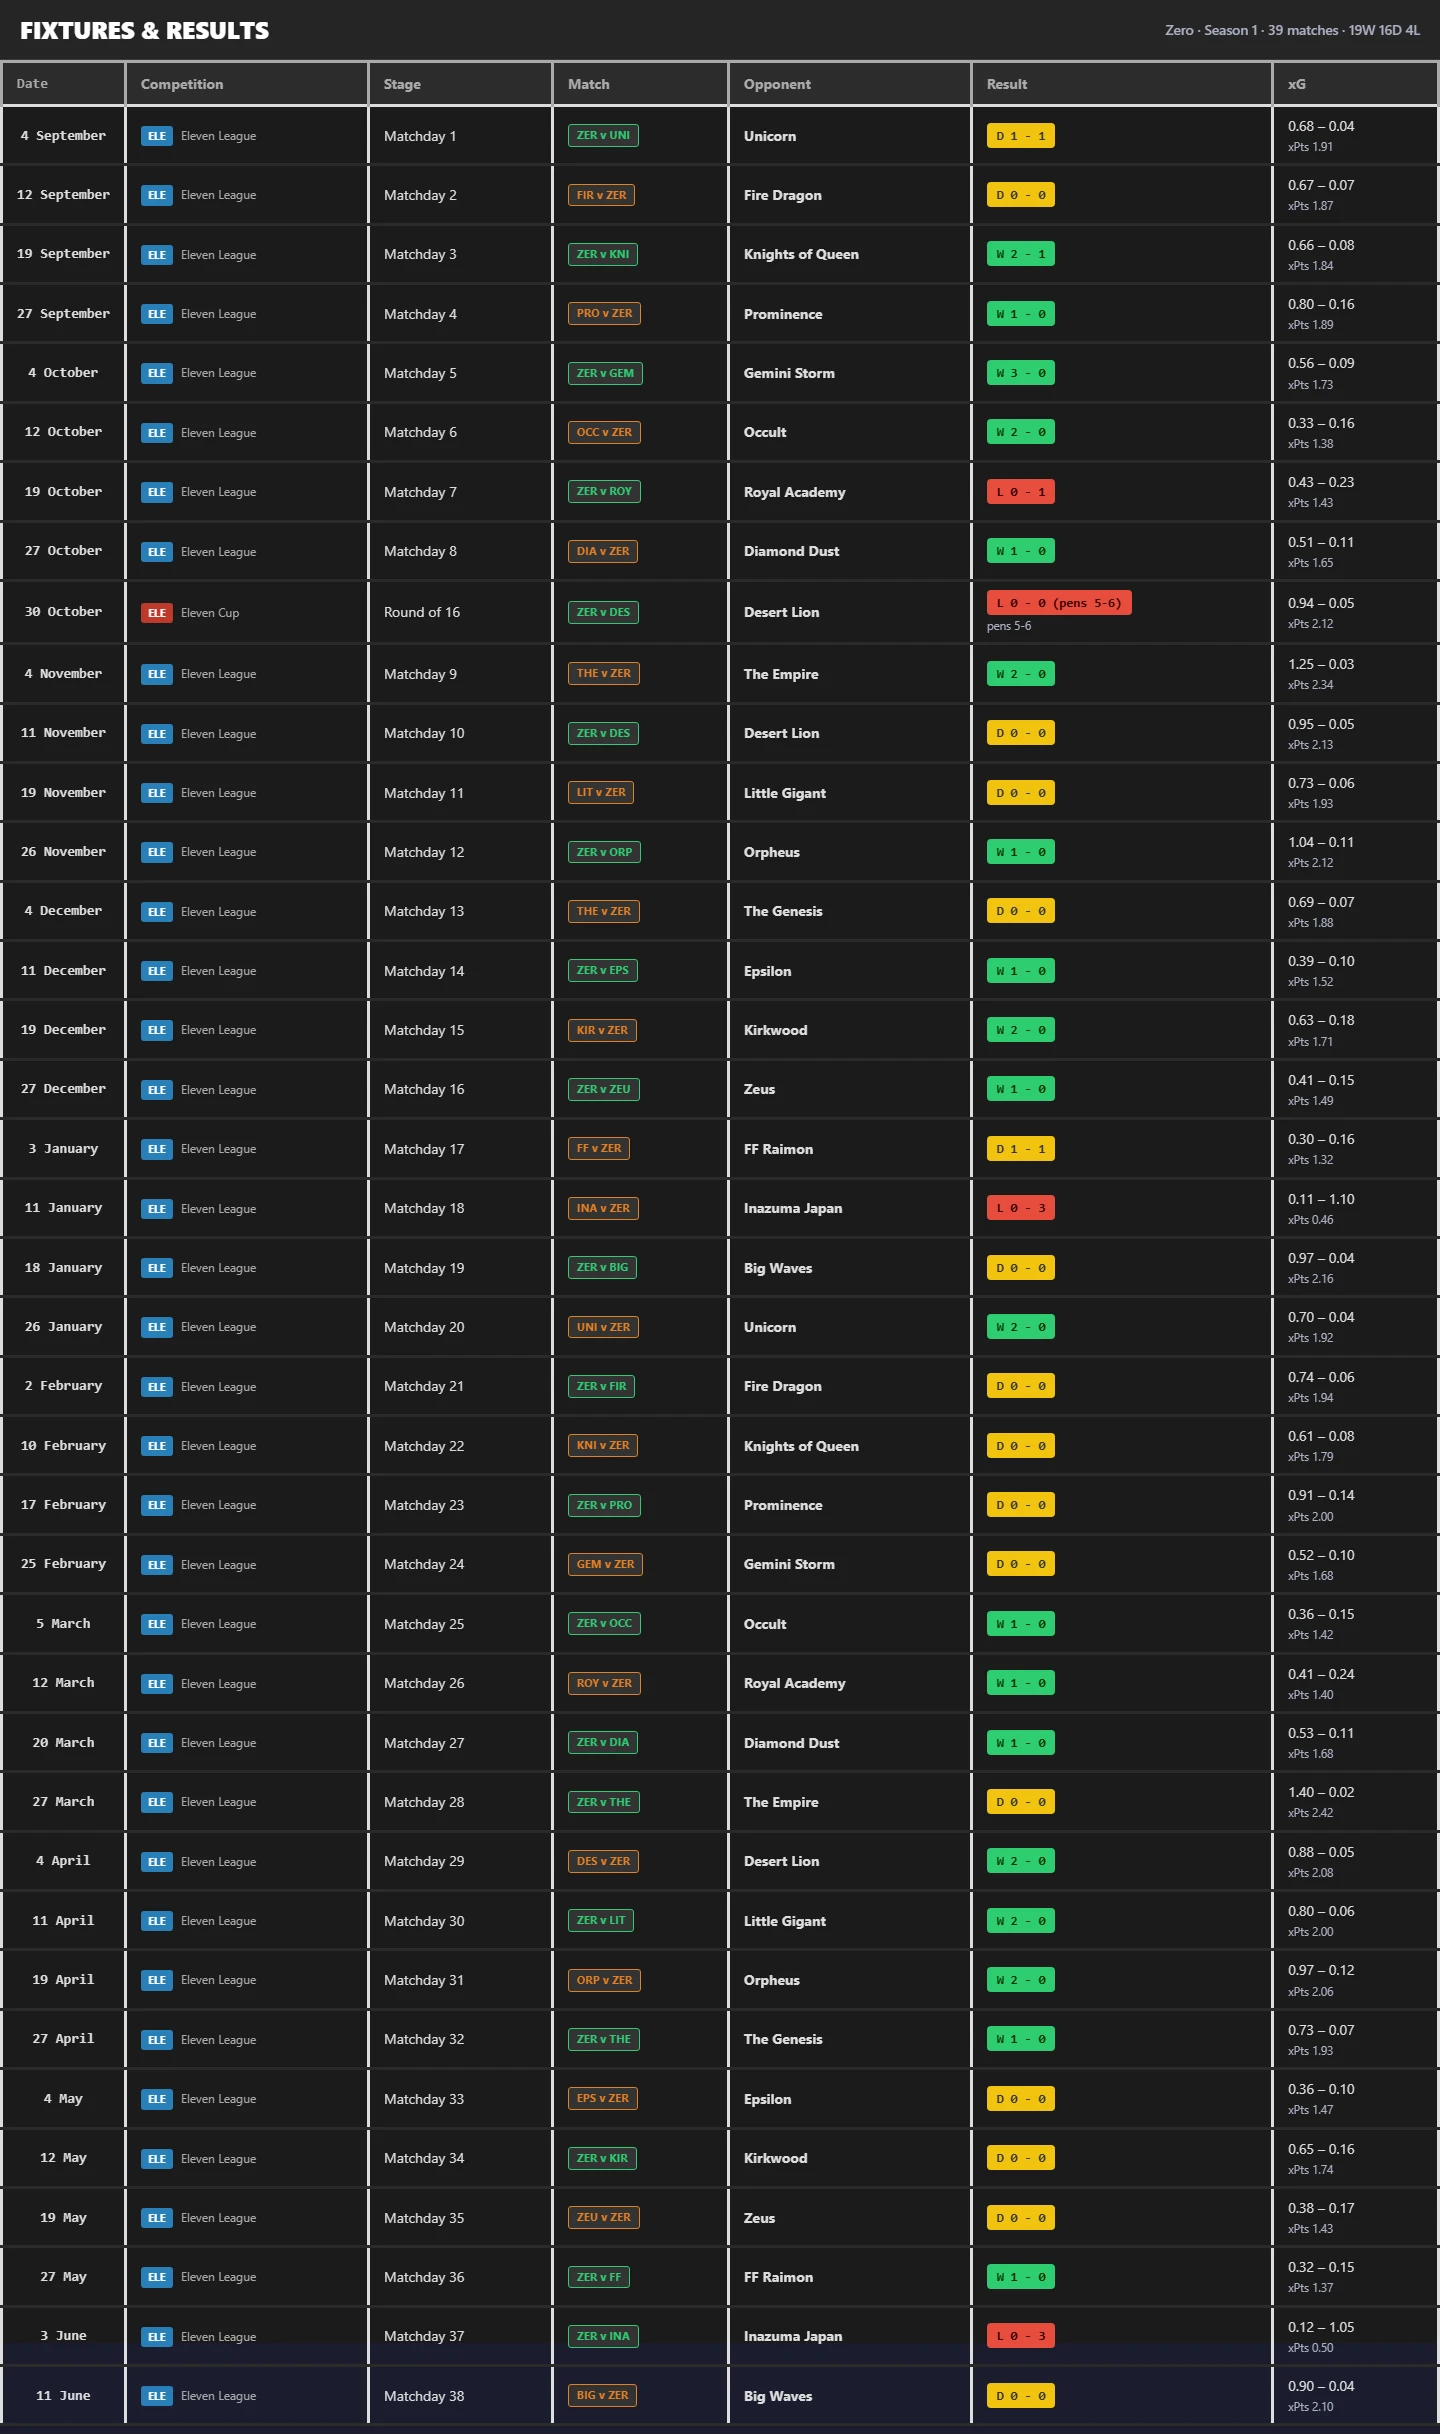 FIXTURES & RESULTS
Zero · Season 1 · 39 matches · 19W 16D 4L
Date Competition Stage Match Opponent Result xG
4 September ELE Eleven League Matchday 1 ZER v UNI Unicorn D 1 - 1 0.68 – 0.04
xPts 1.91
12 September ELE Eleven League Matchday 2 FIR v ZER Fire Dragon D 0 - 0 0.67 – 0.07
xPts 1.87
19 September ELE Eleven League Matchday 3 ZER v KNI Knights of Queen W 2 - 1 0.66 – 0.08
xPts 1.84
27 September ELE Eleven League Matchday 4 PRO v ZER Prominence W 1 - 0 0.80 – 0.16
xPts 1.89
4 October ELE Eleven League Matchday 5 ZER v GEM Gemini Storm W 3 - 0 0.56 – 0.09
xPts 1.73
12 October ELE Eleven League Matchday 6 OCC v ZER Occult W 2 - 0 0.33 – 0.16
xPts 1.38
19 October ELE Eleven League Matchday 7 ZER v ROY Royal Academy L 0 - 1 0.43 – 0.23
xPts 1.43
27 October ELE Eleven League Matchday 8 DIA v ZER Diamond Dust W 1 - 0 0.51 – 0.11
xPts 1.65
30 October ELE Eleven Cup Round of 16 ZER v DES Desert Lion L 0 - 0 (pens 5-6) 0.94 – 0.05
pens 5-6 xPts 2.12
4 November ELE Eleven League Matchday 9 THE v ZER The Empire W 2 - 0 1.25 – 0.03
xPts 2.34
11 November ELE Eleven League Matchday 10 ZER v DES Desert Lion D 0 - 0 0.95 – 0.05
xPts 2.13
19 November ELE Eleven League Matchday 11 LIT v ZER Little Gigant D 0 - 0 0.73 – 0.06
xPts 1.93
26 November ELE Eleven League Matchday 12 ZER v ORP Orpheus W 1 - 0 1.04 – 0.11
xPts 2.12
4 December ELE Eleven League Matchday 13 THE v ZER The Genesis D 0 - 0 0.69 – 0.07
xPts 1.88
11 December ELE Eleven League Matchday 14 ZER v EPS Epsilon W 1 - 0 0.39 – 0.10
xPts 1.52
19 December ELE Eleven League Matchday 15 KIR v ZER Kirkwood W 2 - 0 0.63 – 0.18
xPts 1.71
27 December ELE Eleven League Matchday 16 ZER v ZEU Zeus W 1 - 0 0.41 – 0.15
xPts 1.49
3 January ELE Eleven League Matchday 17 FF v ZER FF Raimon D 1 - 1 0.30 – 0.16
xPts 1.32
11 January ELE Eleven League Matchday 18 INA v ZER Inazuma Japan L 0 - 3 0.11 – 1.10
xPts 0.46
18 January ELE Eleven League Matchday 19 ZER v BIG Big Waves D 0 - 0 0.97 – 0.04
xPts 2.16
26 January ELE Eleven League Matchday 20 UNI v ZER Unicorn W 2 - 0 0.70 – 0.04
xPts 1.92
2 February ELE Eleven League Matchday 21 ZER v FIR Fire Dragon D 0 - 0 0.74 – 0.06
xPts 1.94
10 February ELE Eleven League Matchday 22 KNI v ZER Knights of Queen D 0 - 0 0.61 – 0.08
xPts 1.79
17 February ELE Eleven League Matchday 23 ZER v PRO Prominence D 0 - 0 0.91 – 0.14
xPts 2.00
25 February ELE Eleven League Matchday 24 GEM v ZER Gemini Storm D 0 - 0 0.52 – 0.10
xPts 1.68
5 March ELE Eleven League Matchday 25 ZER v OCC Occult W 1 - 0 0.36 – 0.15
xPts 1.42
12 March ELE Eleven League Matchday 26 ROY v ZER Royal Academy W 1 - 0 0.41 – 0.24
xPts 1.40
20 March ELE Eleven League Matchday 27 ZER v DIA Diamond Dust W 1 - 0 0.53 – 0.11
xPts 1.68
27 March ELE Eleven League Matchday 28 ZER v THE The Empire D 0 - 0 1.40 – 0.02
xPts 2.42
4 April ELE Eleven League Matchday 29 DES v ZER Desert Lion W 2 - 0 0.88 – 0.05
xPts 2.08
11 April ELE Eleven League Matchday 30 ZER v LIT Little Gigant W 2 - 0 0.80 – 0.06
xPts 2.00
19 April ELE Eleven League Matchday 31 ORP v ZER Orpheus W 2 - 0 0.97 – 0.12
xPts 2.06
27 April ELE Eleven League Matchday 32 ZER v THE The Genesis W 1 - 0 0.73 – 0.07
xPts 1.93
4 May ELE Eleven League Matchday 33 EPS v ZER Epsilon D 0 - 0 0.36 – 0.10
xPts 1.47
12 May ELE Eleven League Matchday 34 ZER v KIR Kirkwood D 0 - 0 0.65 – 0.16
xPts 1.74
19 May ELE Eleven League Matchday 35 ZEU v ZER Zeus D 0 - 0 0.38 – 0.17
xPts 1.43
27 May ELE Eleven League Matchday 36 ZER v FF FF Raimon W 1 - 0 0.32 – 0.15
xPts 1.37
3 June ELE Eleven League Matchday 37 ZER v INA Inazuma Japan L 0 - 3 0.12 – 1.05
xPts 0.50
11 June ELE Eleven League Matchday 38 BIG v ZER Big Waves D 0 - 0 0.90 – 0.04
xPts 2.10